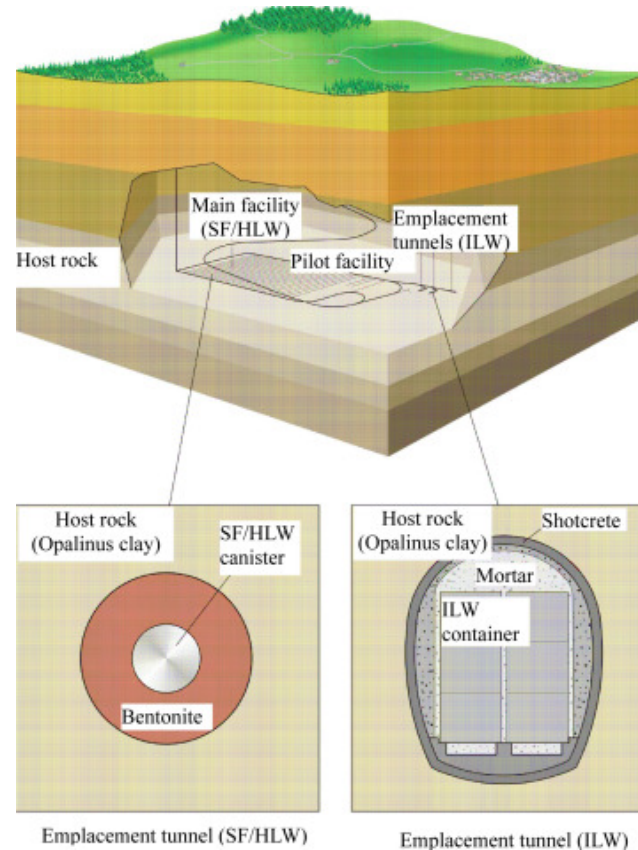 Main facility
(SF/HLW)
Emplacement
tunnels (ILW)
Host rock
Pilot facility
Host rock
(Opalinus clay)
SF/HLW
canister
Bentonite
Host rock
(Opalinus clay)
Shotcrete
Mortar
ILW
container
Emplacement tunnel (SF/HLW)
Emplacement tunnel (ILW)